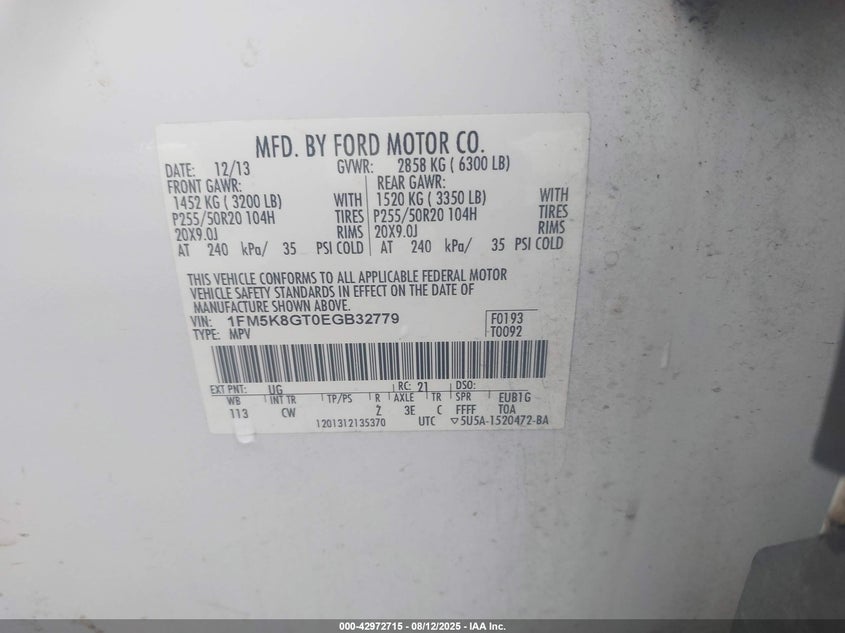 MFD. BY FORD MOTOR CO.
DATE: 12/13 GVWR: 2858 KG ( 6300 LB)
FRONT GAWR: REAR GAWR:
1452 KG ( 3200 LB) WITH 1520 KG ( 3350 LB) WITH
P255/50R20 104H TIRES P255/50R20 104H TIRES
20X9.0J RIMS 20X9.0J RIMS
AT 240 kPa/ 35 PSI COLD AT 240 kPa/ 35 PSI COLD
THIS VEHICLE CONFORMS TO ALL APPLICABLE FEDERAL MOTOR
VEHICLE SAFETY STANDARDS IN EFFECT ON THE DATE OF
MANUFACTURE SHOWN ABOVE.
VIN: 1FM5K8GT0EGB32779 F0193
TYPE: MPV T0092
EXT PNT: UG RC: 21 DSO:
WB INT TR TP/PS R AXLE TR SPR EUB1G
113 CW 2 3E C FFFF TOA
1201312135370 UTC ▽5U5A-1520472-BA
000-42972715 - 08/12/2025 - IAA Inc.